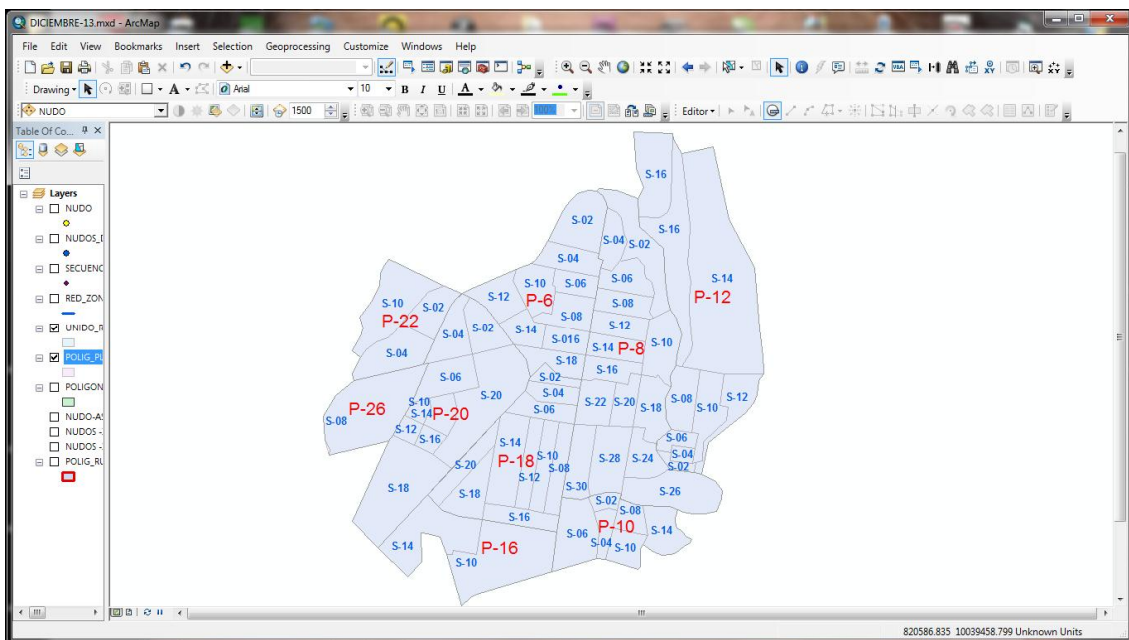 DICIEMBRE-13.mxd - ArcMap
File Edit View Bookmarks Insert Selection Geoprocessing Customize Windows Help
Drawing A Arial 10 B I U A
NUDO 1500 100% Editor
Table Of Co...
Layers
NUDO
NUDOS_
SECUENC
RED_ZON
UNIDO_R
POLIG_PL
POLIGON
NUDO-A
NUDOS -
NUDOS -
POLIG_RU
S-16
S-02 S-16
S-04 S-02
S-04
S-10 S-06 S-06 S-14
S-12 P-6 S-08 P-12
S-10 S-02
P-22 S-08 S-12
S-04 S-02 S-14 S-016 S-14 P-8 S-10
S-04 S-18
S-16
S-06 S-02
S-20 S-04 S-22 S-20 S-18 S-08 S-10 S-12
S-10
P-26 S-14 P-20 S-06
S-08
S-12 S-16 S-14 S-06
P-18 S-10 S-28 S-24 S-04
S-20 S-12 S-08 S-02
S-18 S-18 S-30 S-26
S-02
S-16 S-08
S-06 P-10 S-14
S-14 P-16 S-04 S-10
S-10
820586.835 10039458.799 Unknown Units